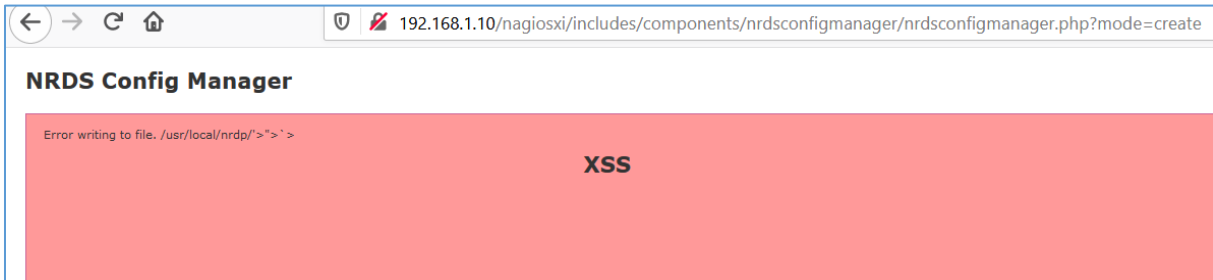 192.168.1.10/nagiosxi/includes/components/nrdsconfigmanager/nrdsconfigmanager.php?mode=create
NRDS Config Manager
Error writing to file. /usr/local/nrdp/'>">`>
XSS